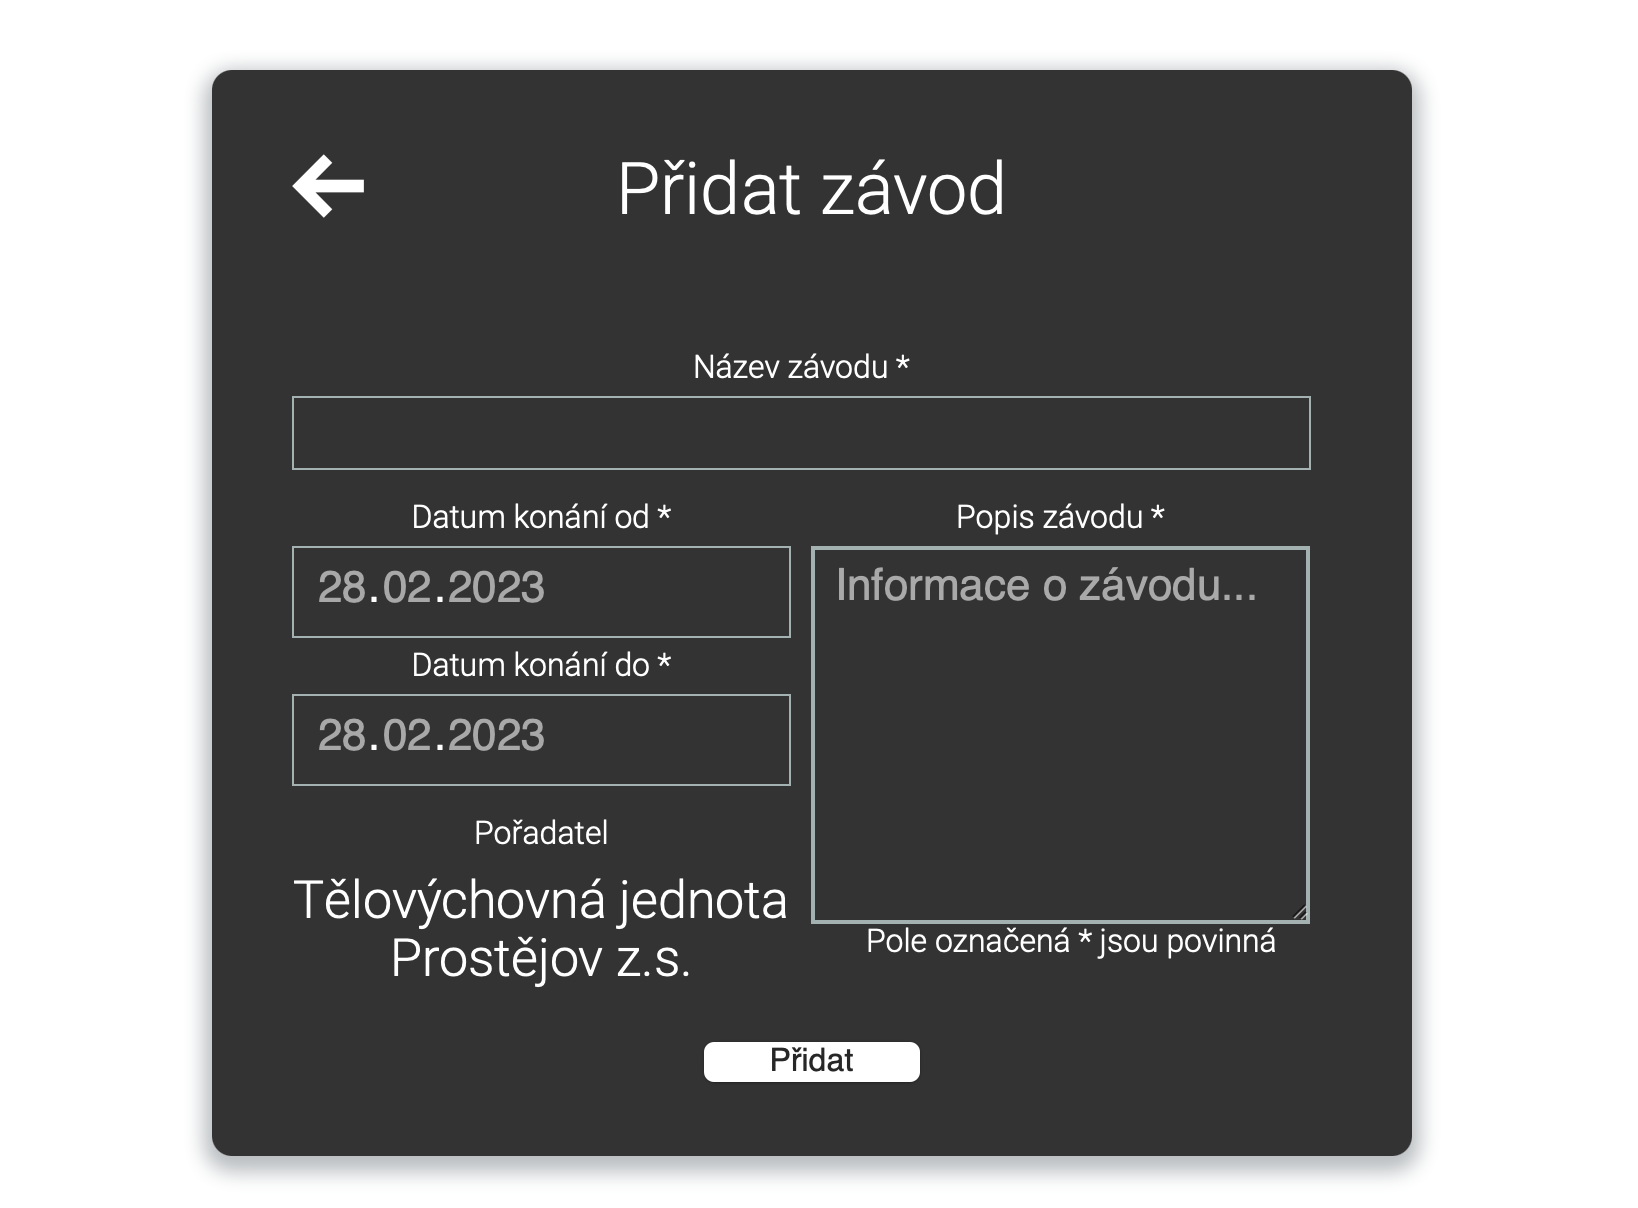 Přidat závod
Název závodu *
Datum konání od *
28.02.2023
Datum konání do *
28.02.2023
Pořadatel
Tělovýchovná jednota
Prostějov z.s.
Popis závodu *
Informace o závodu...
Pole označená * jsou povinná
Přidat